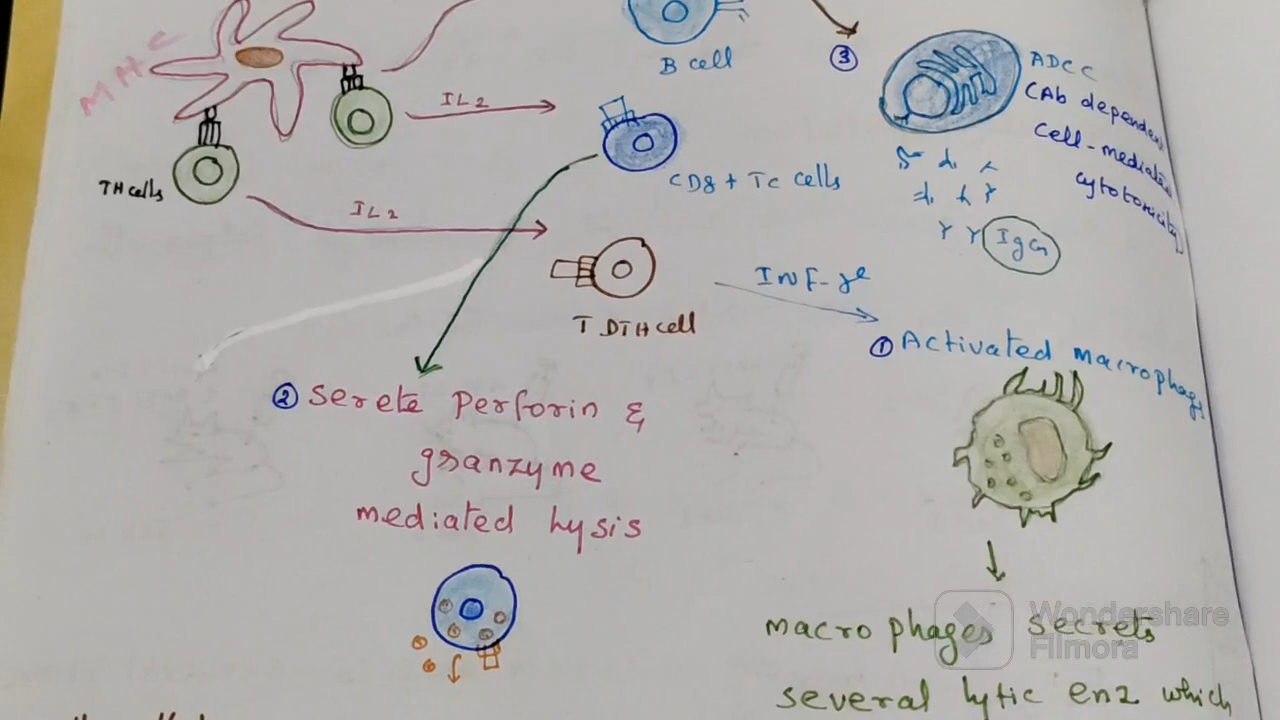 MHC
B cell
③
ADCC
CAb dependent
cell-mediated
cytotoxicity
IL2
TH cells
CD8+ Tc cells
IL2
IgG
INF-
T DTH cell
① Activated macrophage
② Serete perforin &
granzyme
mediated lysis
macrophages secrets
several lytic enz which
Wondershare
Filmora